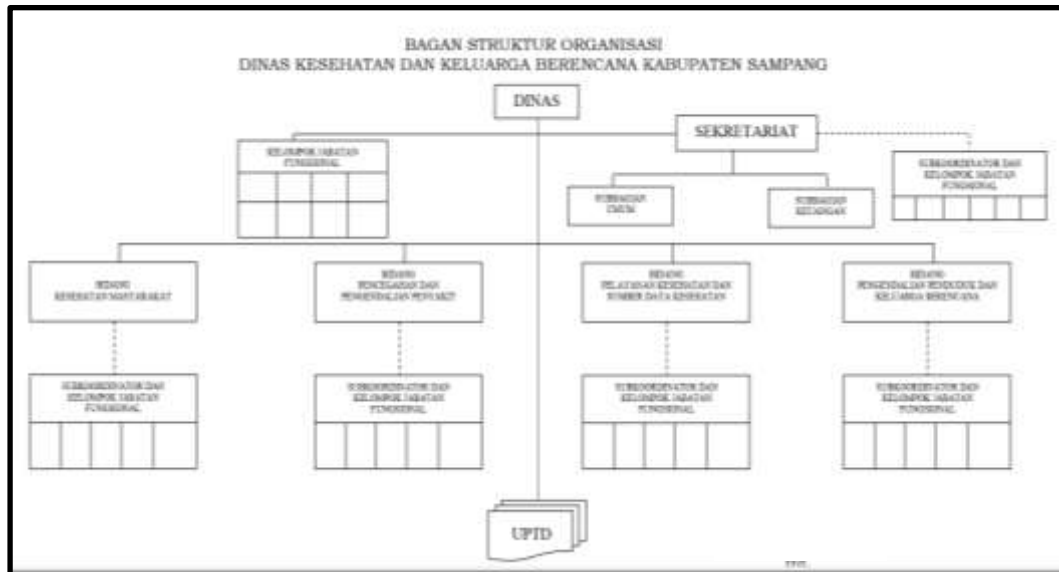 BAGAN STRUKTUR ORGANISASI
DINAS KESEHATAN DAN KELUARGA BERENCANA KABUPATEN SAMPANG
DINAS
SEKRETARIAT
KELOMPOK JABATAN
FUNGSIONAL
SUBKOORDINATOR DAN
KELOMPOK JABATAN
FUNGSIONAL
SUBBAGIAN
UMUM
SUBBAGIAN
KEUANGAN
BIDANG
KESEHATAN MASYARAKAT
BIDANG
PENCEGAHAN DAN
PENGENDALIAN PENYAKIT
BIDANG
PELAYANAN KESEHATAN DAN
SUMBER DAYA KESEHATAN
BIDANG
PENGENDALIAN PENDUDUK DAN
KELUARGA BERENCANA
SUBKOORDINATOR DAN
KELOMPOK JABATAN
FUNGSIONAL
SUBKOORDINATOR DAN
KELOMPOK JABATAN
FUNGSIONAL
SUBKOORDINATOR DAN
KELOMPOK JABATAN
FUNGSIONAL
SUBKOORDINATOR DAN
KELOMPOK JABATAN
FUNGSIONAL
UPTD